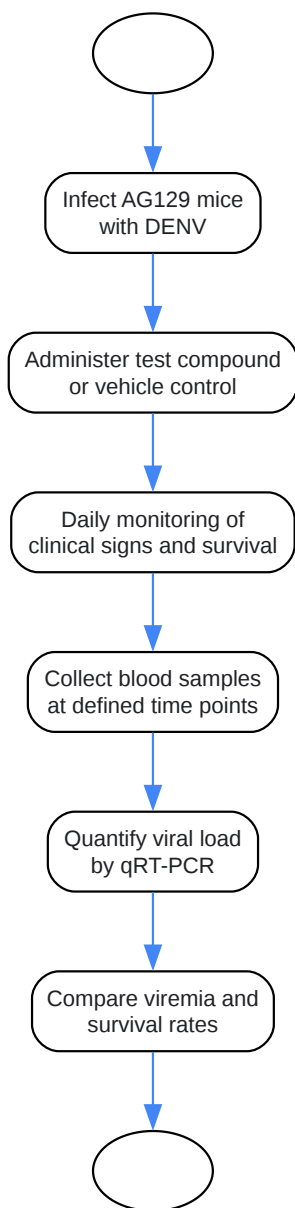 Infect AG129 mice
with DENV
Administer test compound
or vehicle control
Daily monitoring of
clinical signs and survival
Collect blood samples
at defined time points
Quantify viral load
by qRT-PCR
Compare viremia and
survival rates